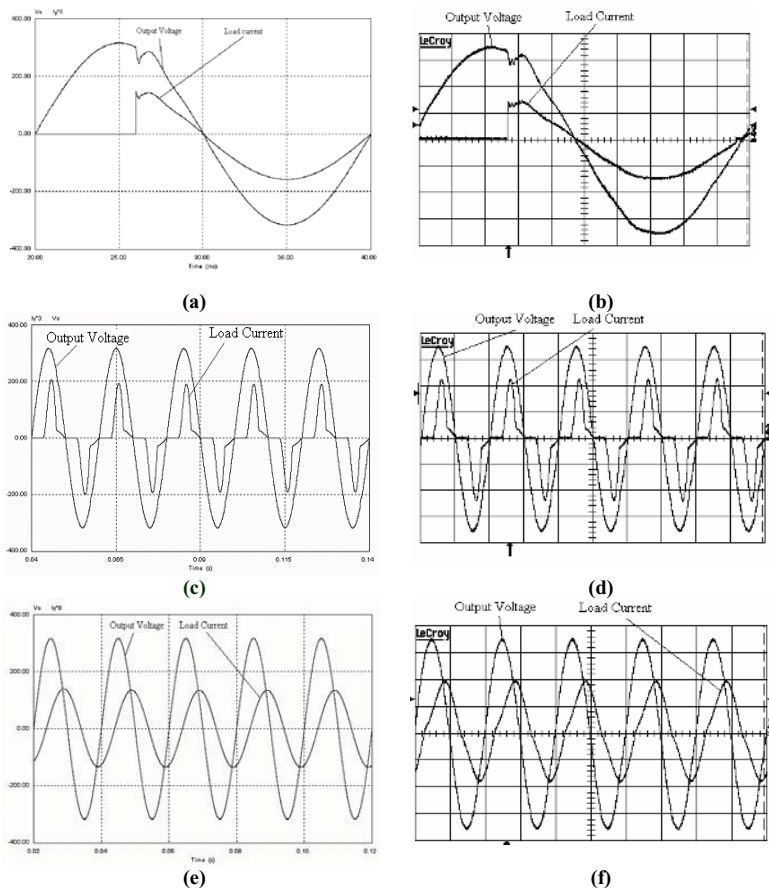 Vo Iy*5
400.00
Output Voltage
Load current
200.00
0.00
-200.00
-400.00
20.00 25.00 30.00 35.00 40.00
Time (ms)
(a)
Output Voltage
Load Current
LeCroy
(b)
Iy*3 Vo
400.00
Output Voltage
Load Current
200.00
0.00
-200.00
-400.00
0.04 0.065 0.09 0.115 0.14
Time (s)
(c)
Output Voltage Load Current
LeCroy
(d)
Vo
400.00
Output Voltage Load Current
200.00
0.00
-200.00
-400.00
0.02 0.04 0.06 0.08 0.10 0.12
Time (s)
(e)
Output Voltage Load Current
LeCroy
(f)